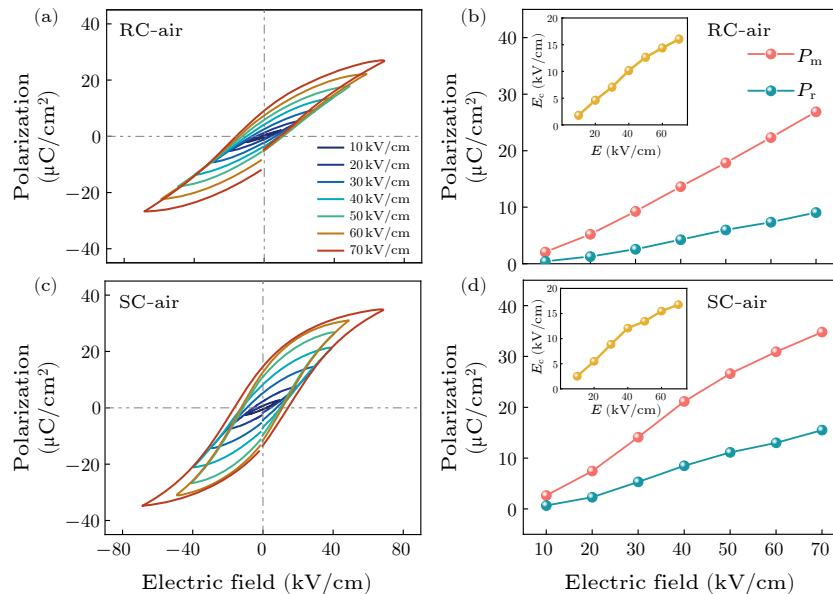 (a)
RC-air
Polarization
(μC/cm²)
40
20
0
−20
−40
10 kV/cm
20 kV/cm
30 kV/cm
40 kV/cm
50 kV/cm
60 kV/cm
70 kV/cm
(b)
RC-air
Polarization
(μC/cm²)
50
40
30
20
10
0
Pm
Pr
Ec (kV/cm)
20
15
10
5
0
20 40 60
E (kV/cm)
(c)
SC-air
Polarization
(μC/cm²)
40
20
0
−20
−40
−80 −40 0 40 80
Electric field (kV/cm)
(d)
SC-air
Polarization
(μC/cm²)
40
30
20
10
0
Ec (kV/cm)
20
15
10
5
0
20 40 60
E (kV/cm)
10 20 30 40 50 60 70
Electric field (kV/cm)